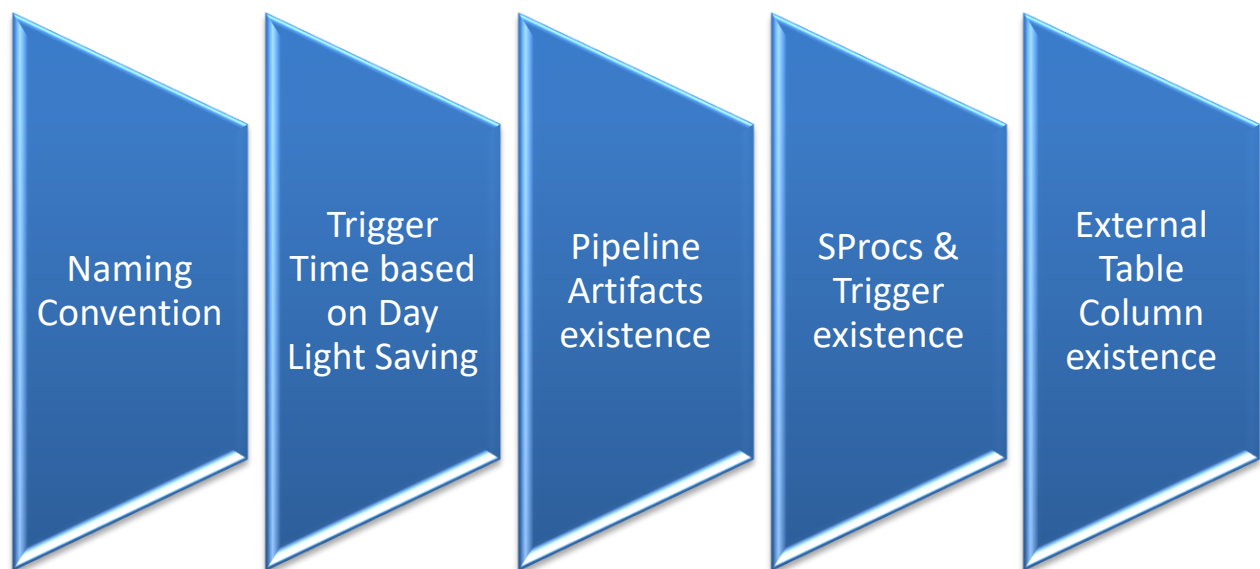 Naming
Convention
Trigger
Time based
on Day
Light Saving
Pipeline
Artifacts
existence
SProcs &
Trigger
existence
External
Table
Column
existence